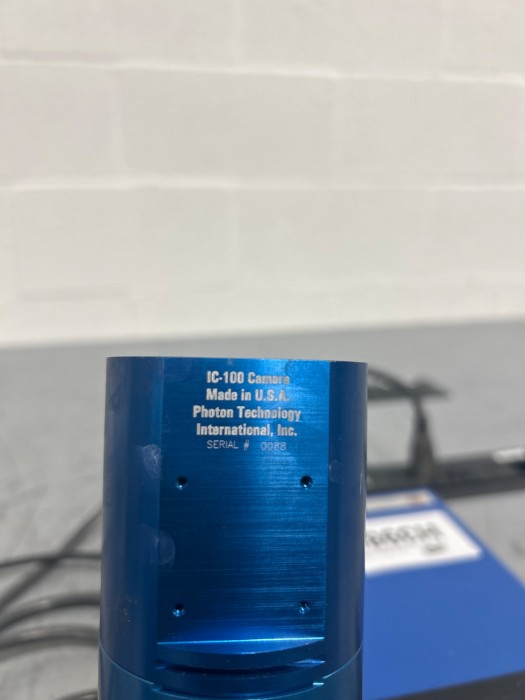 IC-100 Camera
Made in U.S.A.
Photon Technology
International, Inc.
SERIAL # 0028